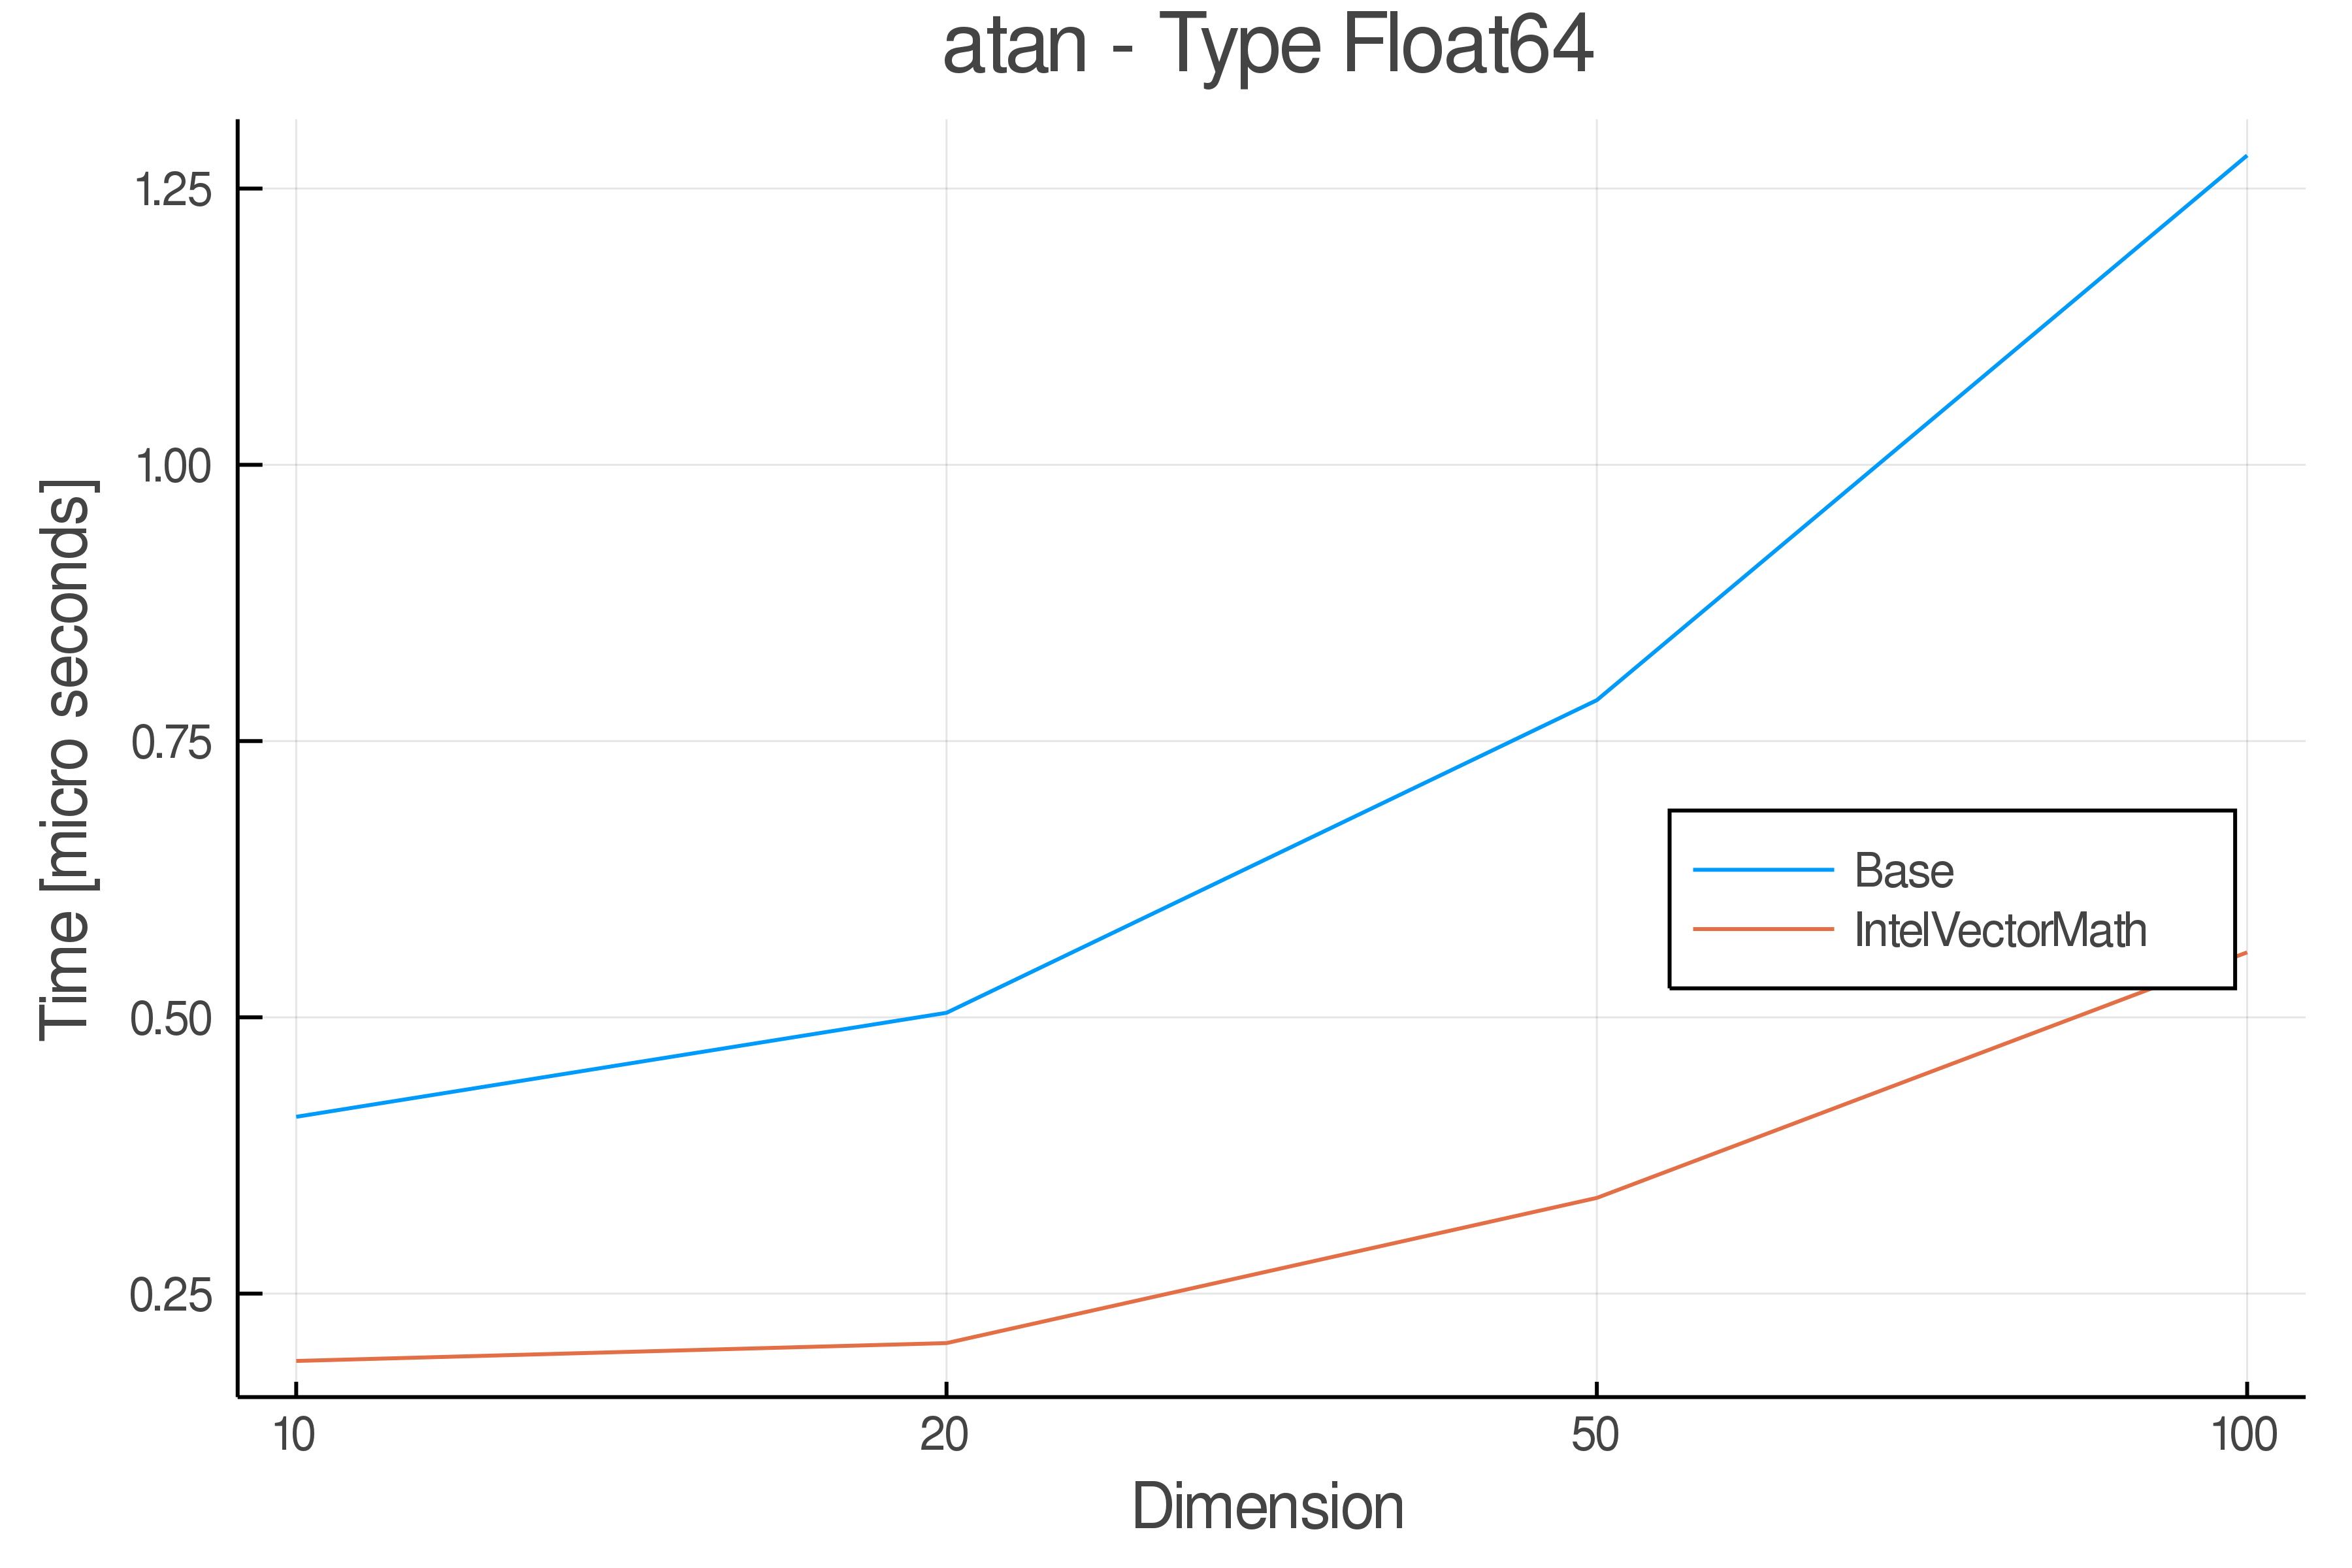 atan - Type Float64
Time [micro seconds]
1.25
1.00
0.75
0.50
0.25
Base
IntelVectorMath
10 20 50 100
Dimension